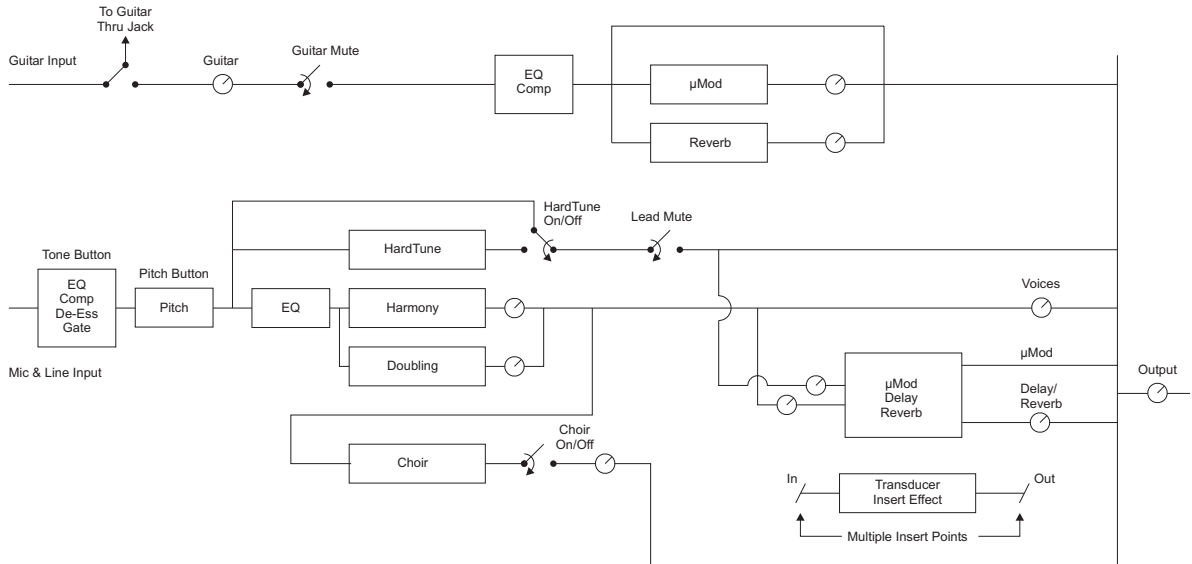 To Guitar
Thru Jack
Guitar Input
Guitar
Guitar Mute
EQ
Comp
µMod
Reverb
HardTune
On/Off
Lead Mute
HardTune
Tone Button
EQ
Comp
De-Ess
Gate
Pitch Button
Pitch
EQ
Harmony
Voices
Doubling
Mic & Line Input
µMod
Delay
Reverb
µMod
Delay/
Reverb
Output
Choir
On/Off
Choir
In
Transducer
Insert Effect
Out
Multiple Insert Points